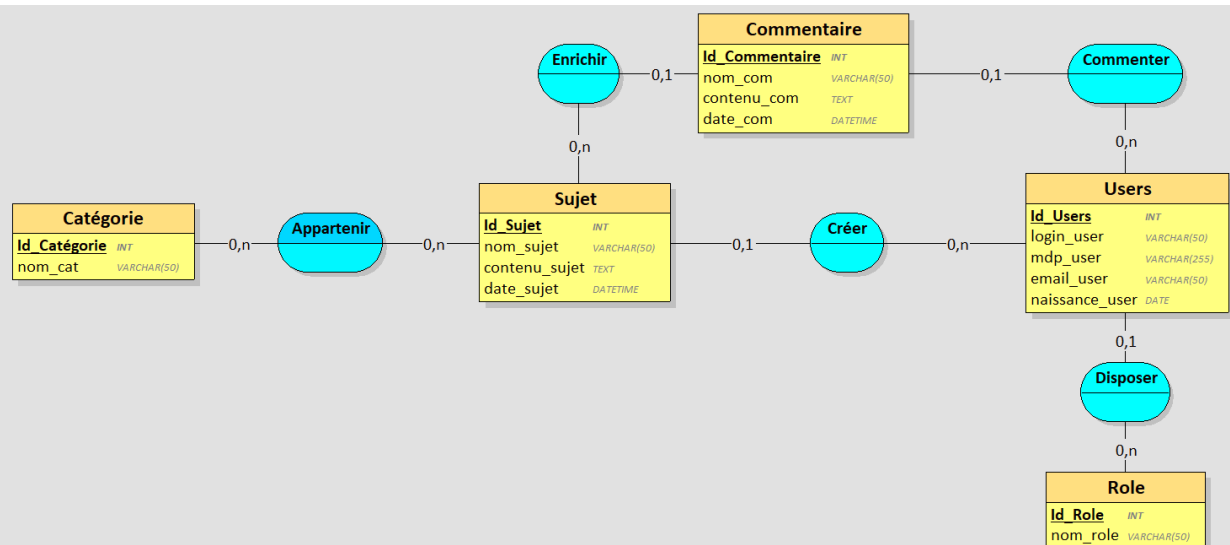 Commentaire
Id_Commentaire INT
nom_com VARCHAR(50)
contenu_com TEXT
date_com DATETIME
Enrichir
0,1
0,1
Commenter
0,n
0,n
Catégorie
Id_Catégorie INT
nom_cat VARCHAR(50)
0,n
Appartenir
0,n
Sujet
Id_Sujet INT
nom_sujet VARCHAR(50)
contenu_sujet TEXT
date_sujet DATETIME
0,1
Créer
0,n
Users
Id_Users INT
login_user VARCHAR(50)
mdp_user VARCHAR(255)
email_user VARCHAR(50)
naissance_user DATE
0,1
Disposer
0,n
Role
Id_Role INT
nom_role VARCHAR(50)